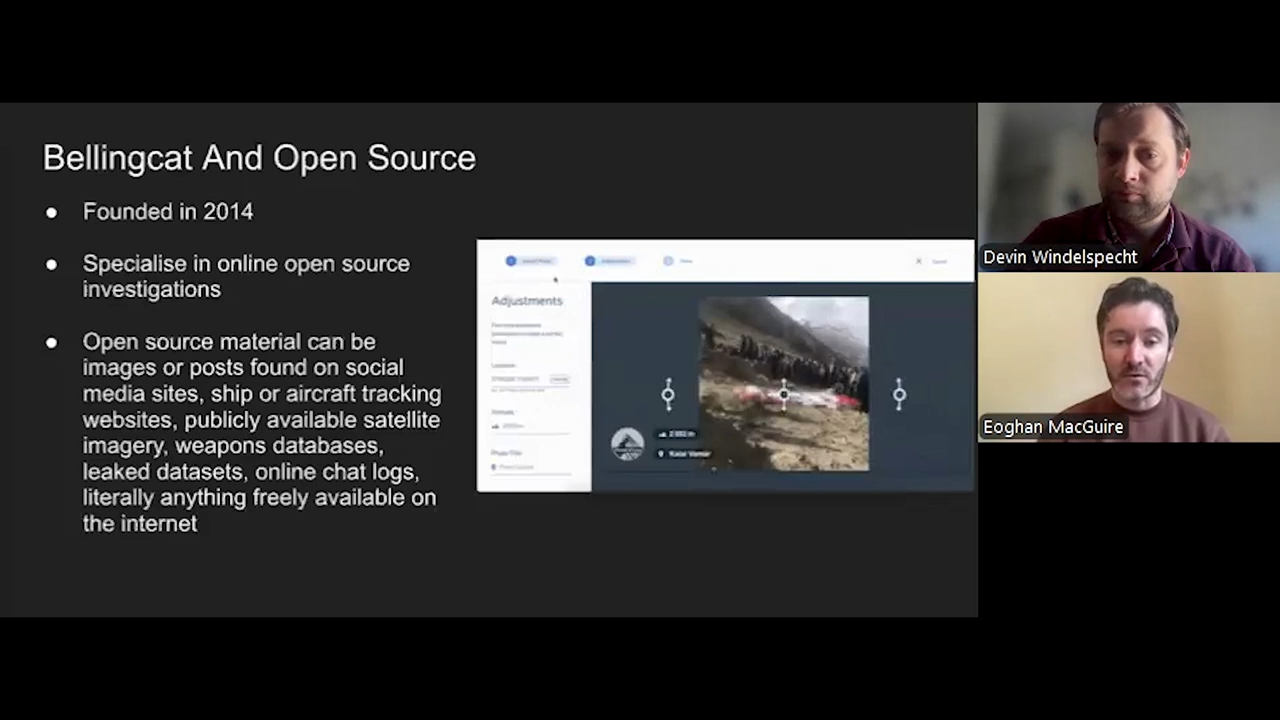 Bellingcat And Open Source
● Founded in 2014
● Specialise in online open source
investigations
● Open source material can be
images or posts found on social
media sites, ship or aircraft tracking
websites, publicly available satellite
imagery, weapons databases,
leaked datasets, online chat logs,
literally anything freely available on
the internet
Adjustments
Devin Windelspecht
Eoghan MacGuire